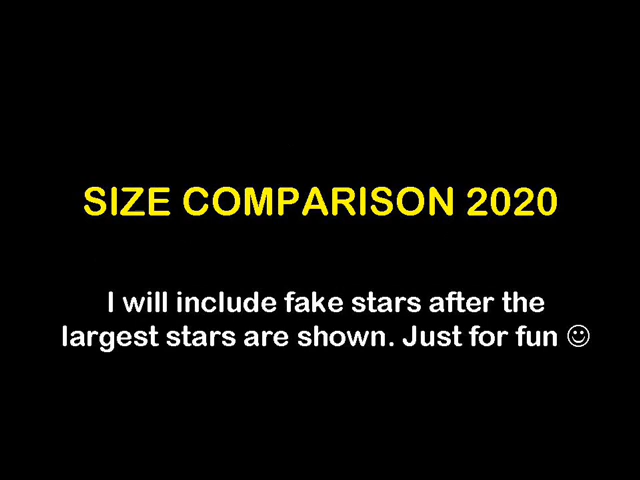 SIZE COMPARISON 2020
I will include fake stars after the
largest stars are shown. Just for fun ☺